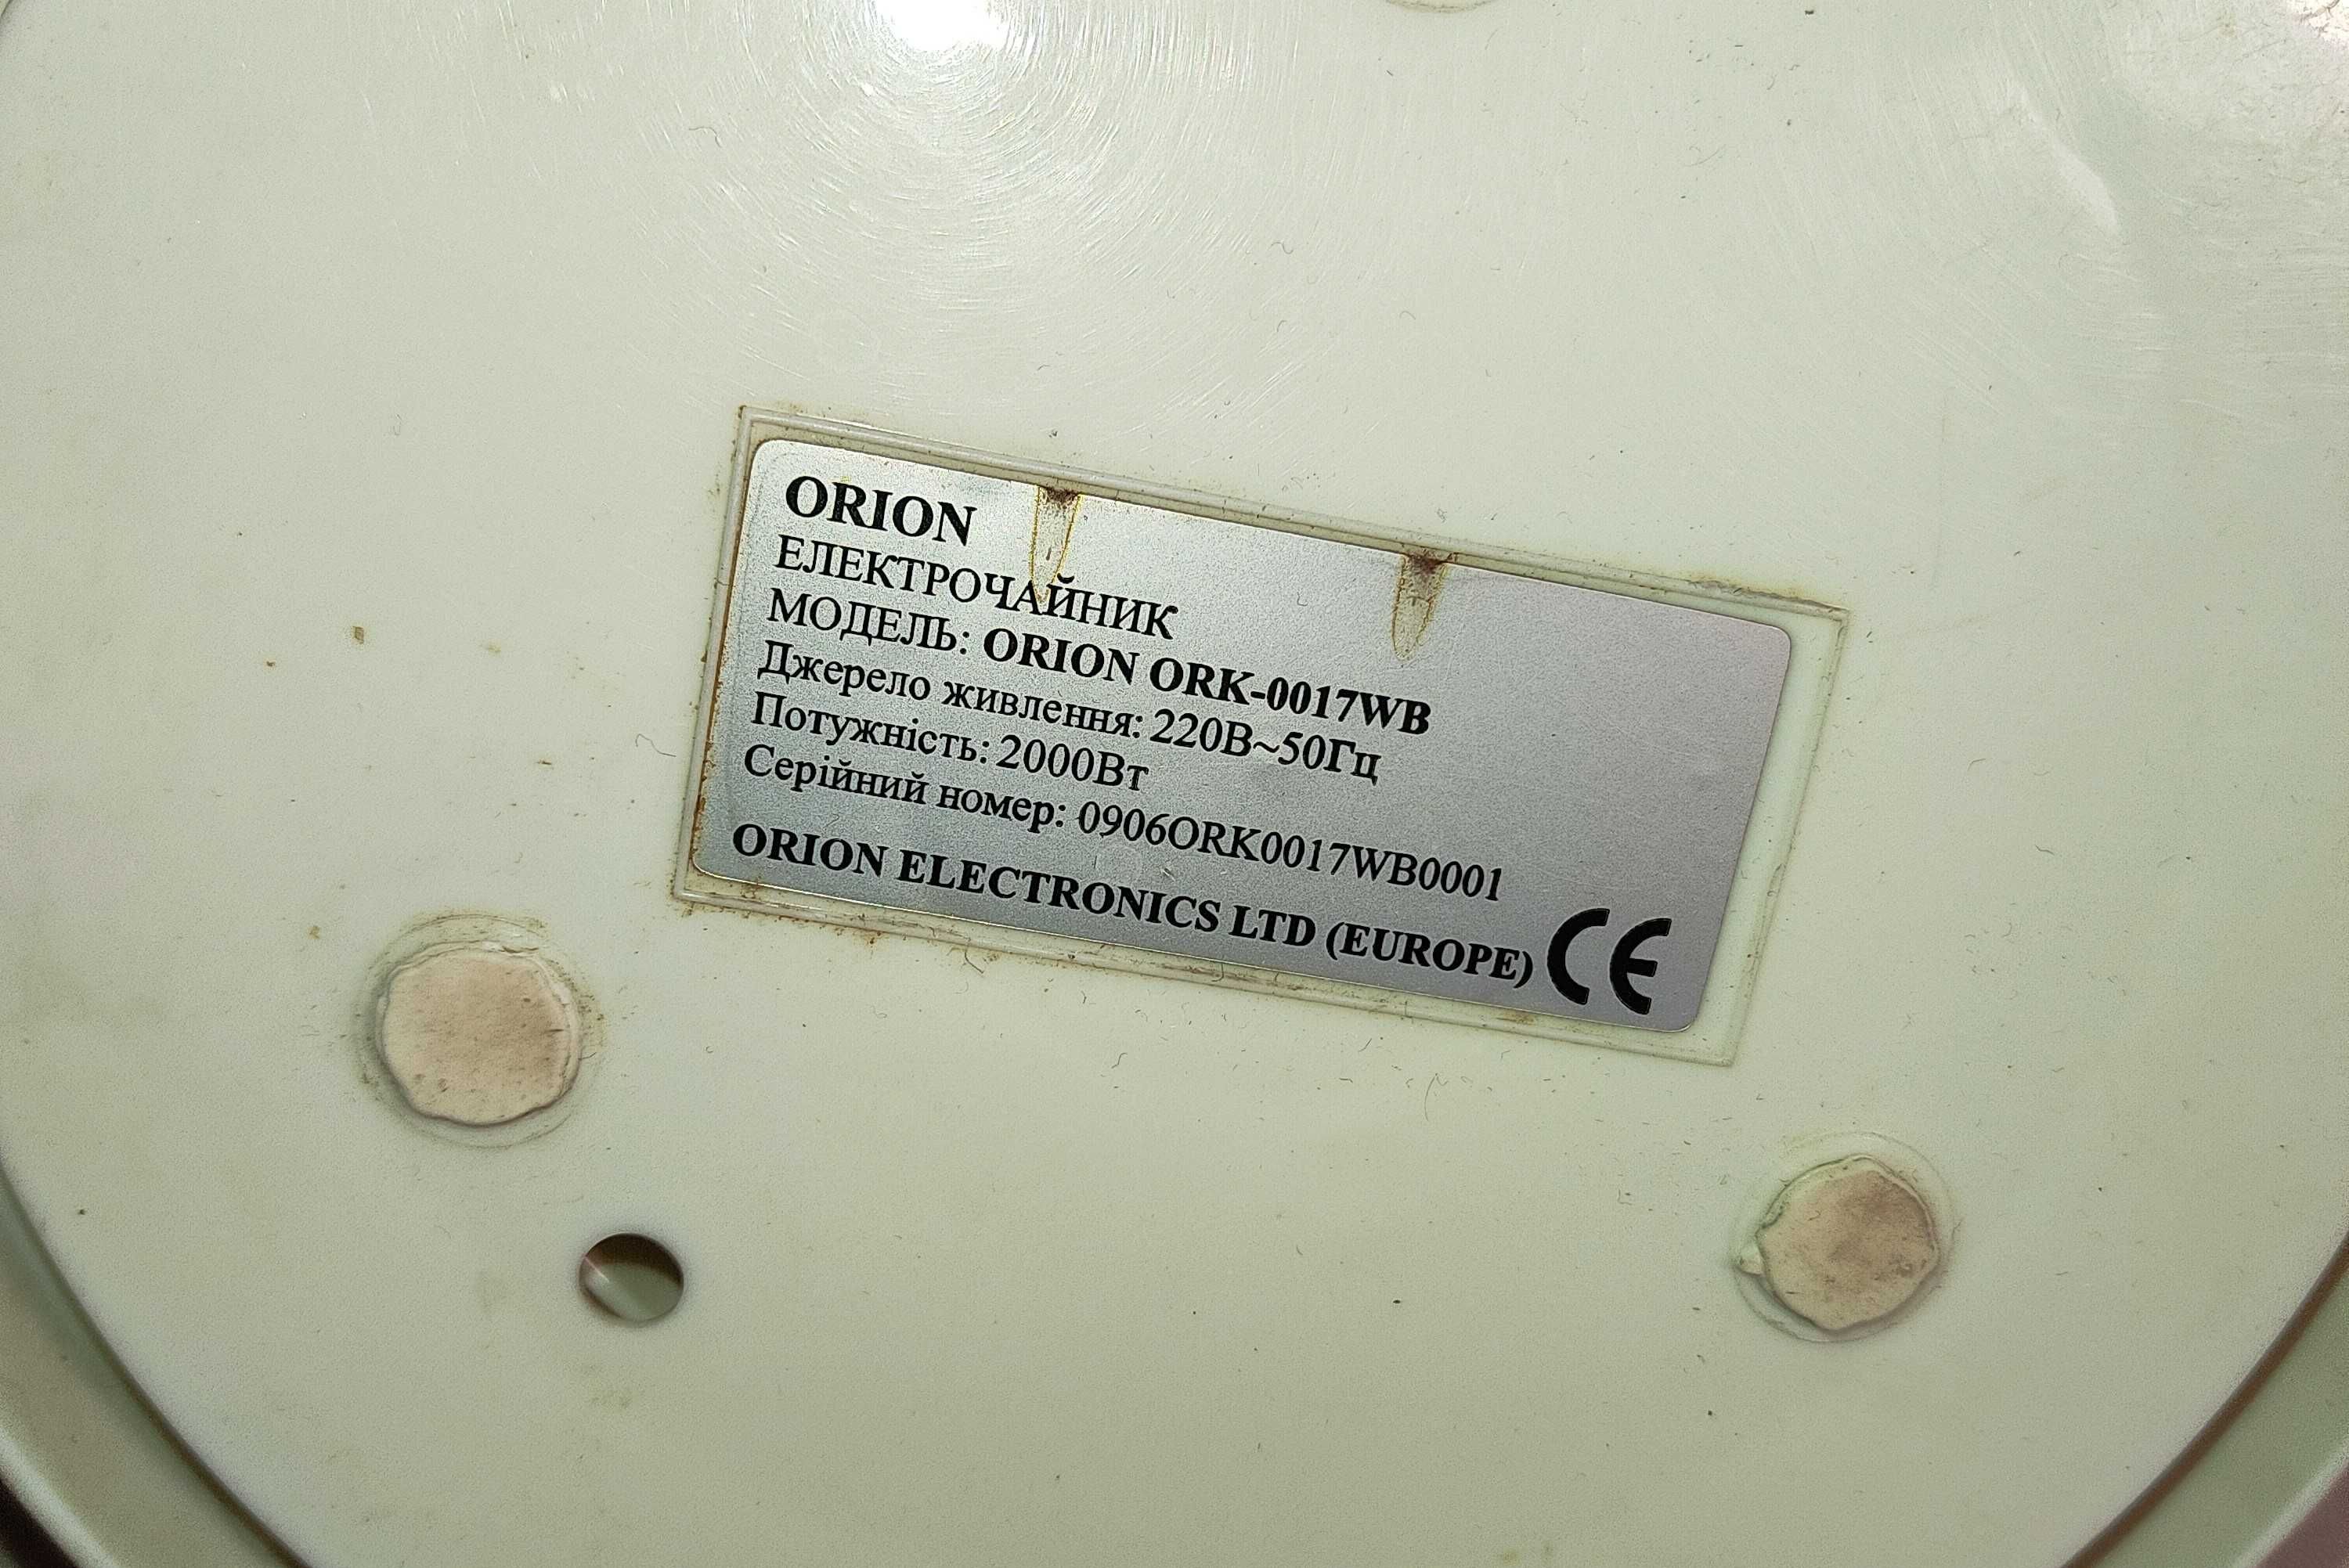 ORION
ЕЛЕКТРОЧАЙНИК
МОДЕЛЬ: ORION ORK-0017WB
Джерело живлення: 220В~50Гц
Потужність: 2000Вт
Серійний номер: 0906ORK0017WB0001
ORION ELECTRONICS LTD (EUROPE) CE